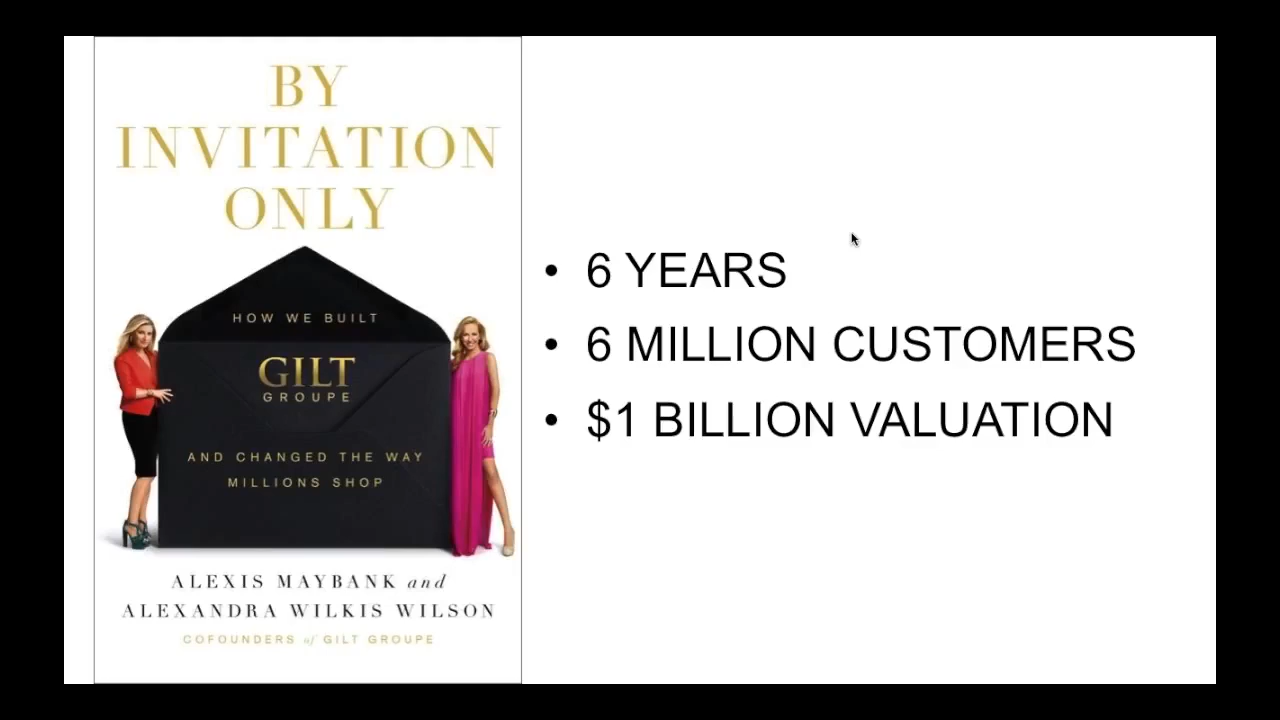 BY
INVITATION
ONLY
HOW WE BUILT
GILT
GROUPE
AND CHANGED THE WAY
MILLIONS SHOP
ALEXIS MAYBANK and
ALEXANDRA WILKIS WILSON
COFOUNDERS of GILT GROUPE
• 6 YEARS
• 6 MILLION CUSTOMERS
• $1 BILLION VALUATION